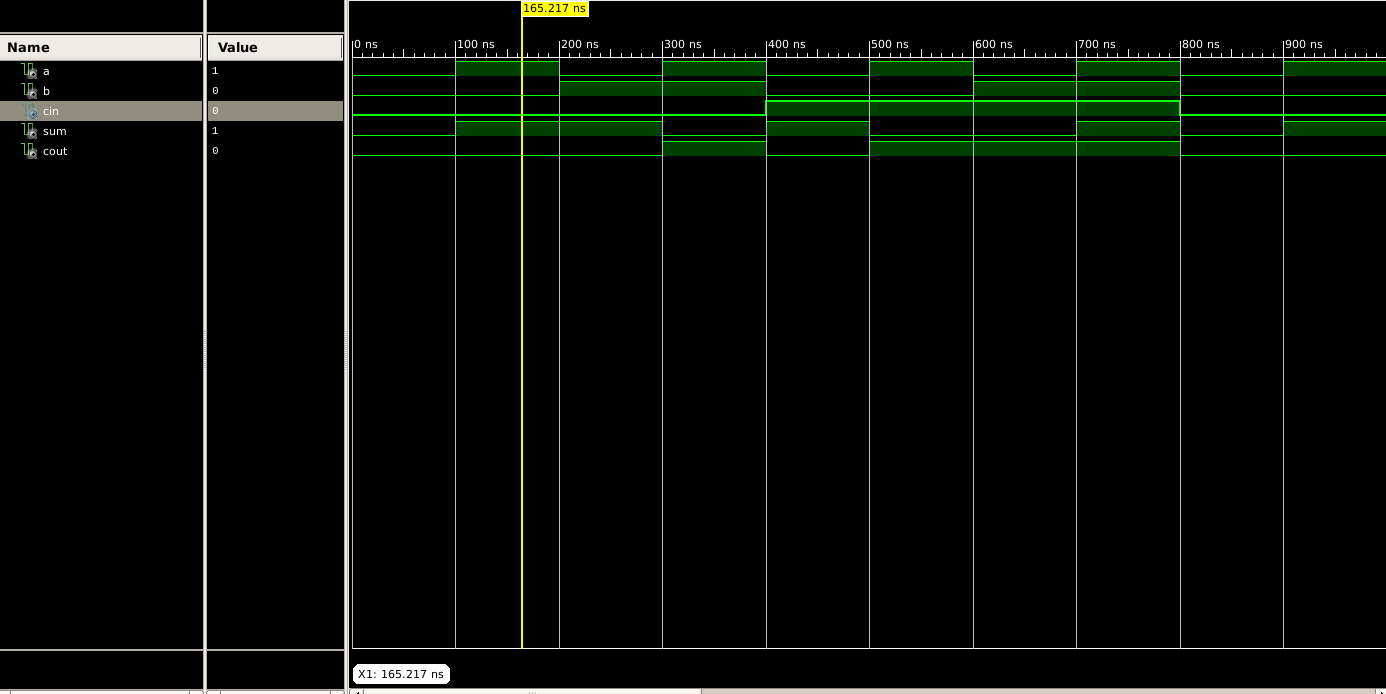 165.217 ns
Name Value
0 ns 100 ns 200 ns 300 ns 400 ns 500 ns 600 ns 700 ns 800 ns 900 ns
a 1
b 0
cin 0
sum 1
cout 0
X1: 165.217 ns